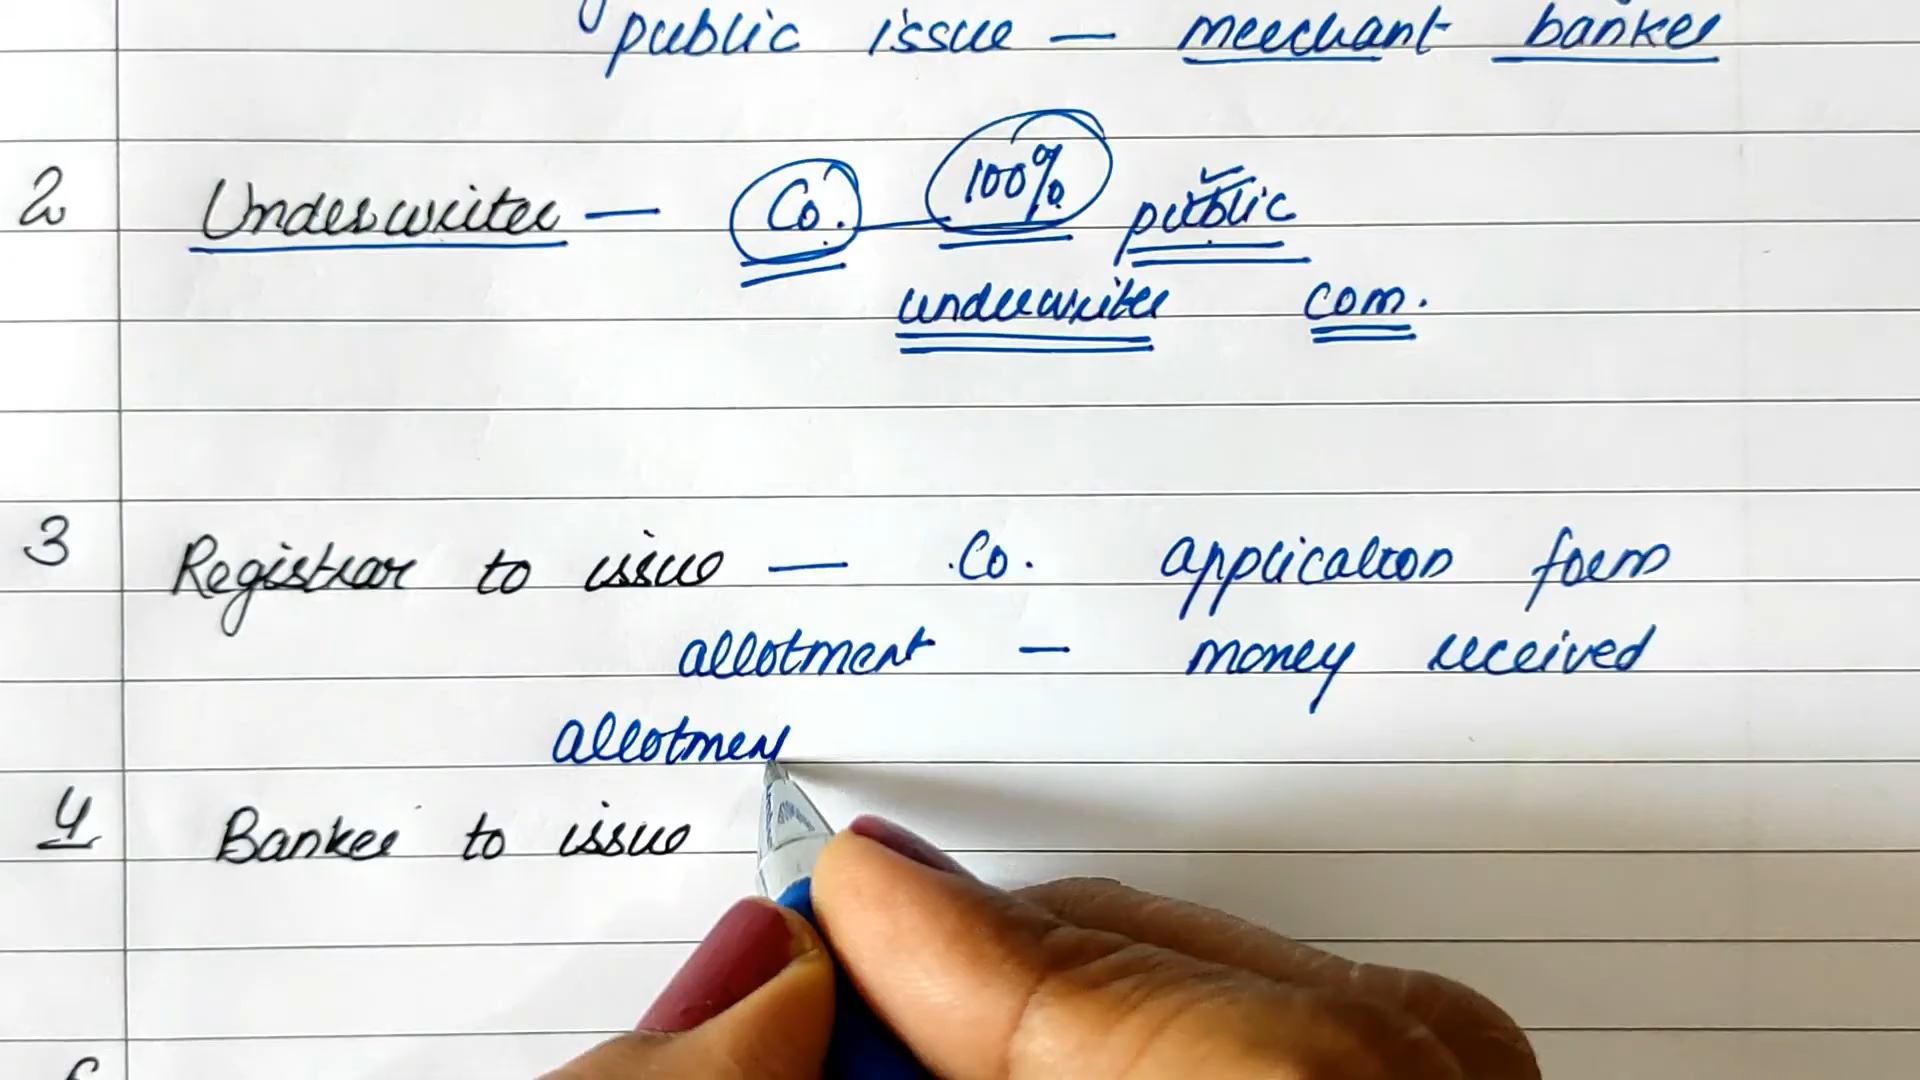 public issue — merchant banker
2 Underwriter — Co. 100% public
underwriter com.
3 Registrar to issue — Co. application form
allotment — money received
allotmen
4 Banker to issue